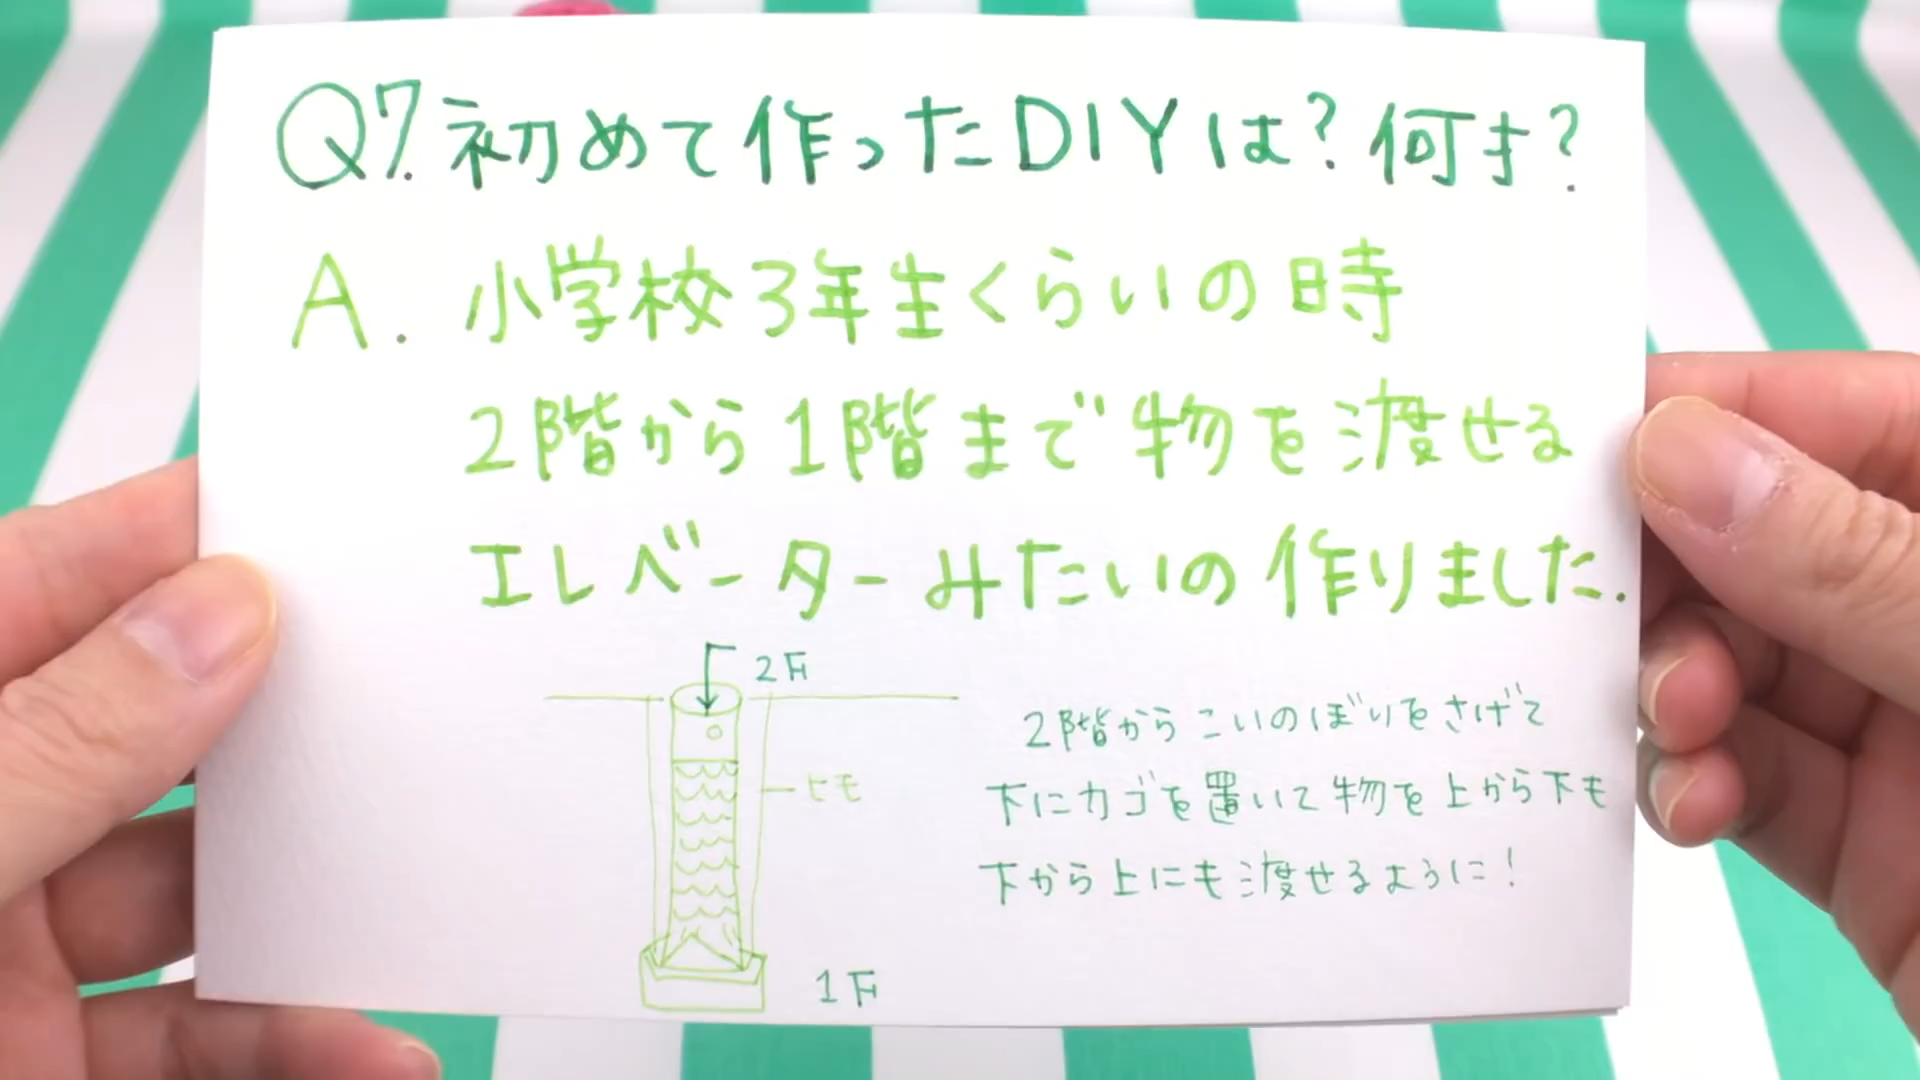 Q7.初めて作ったDIYは?何才?
A. 小学校3年生くらいの時
2階から1階まで物を渡せる
エレベーターみたいの作りました.
2F
2階からこいのぼりをさげて
ヒモ
下にカゴを置いて物を上から下も
下から上にも渡せるように!
1F